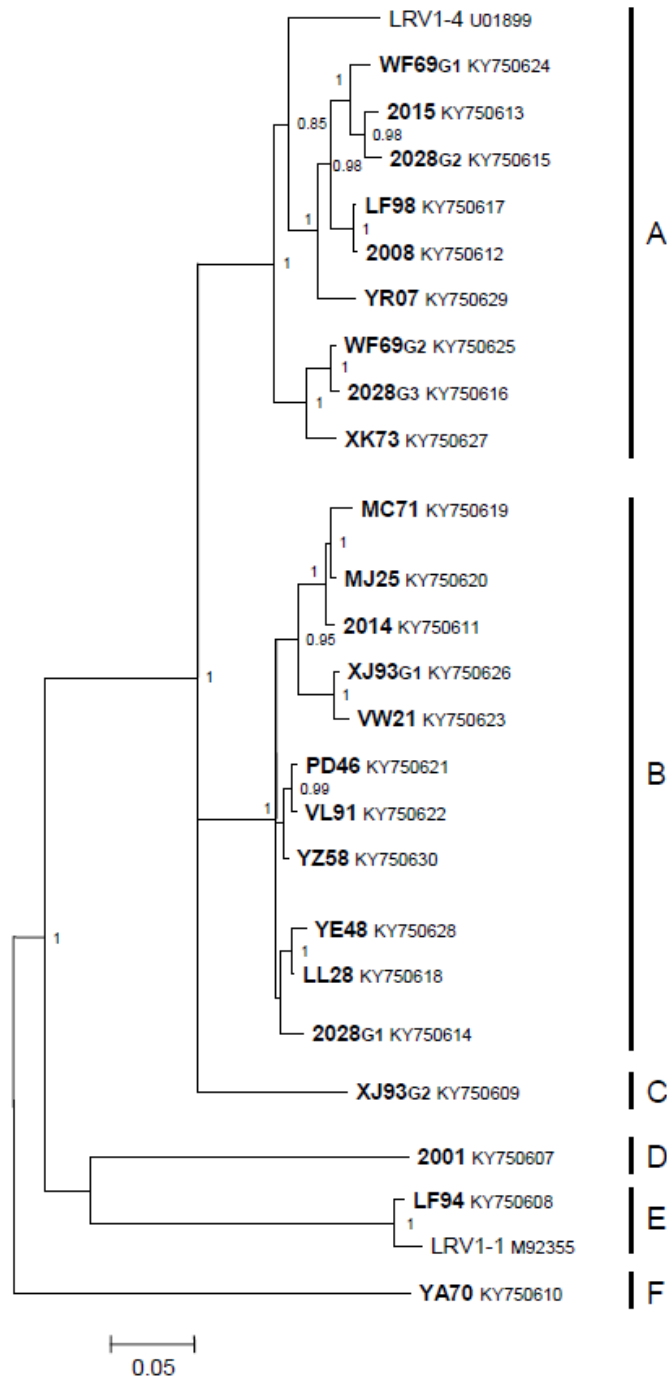 LRV1-4 U01899
WF69G1 KY750624
1
2015 KY750613
0.85
0.98
2028G2 KY750615
0.98
LF98 KY750617
1
1
2008 KY750612
A
1
YR07 KY750629
WF69G2 KY750625
1
2028G3 KY750616
1
XK73 KY750627
MC71 KY750619
1
1
MJ25 KY750620
2014 KY750611
0.95
XJ93G1 KY750626
1
1
VW21 KY750623
PD46 KY750621
B
0.99
1
VL91 KY750622
YZ58 KY750630
YE48 KY750628
1
1
LL28 KY750618
2028G1 KY750614
XJ93G2 KY750609
C
2001 KY750607
D
LF94 KY750608
1
E
LRV1-1 M92355
YA70 KY750610
F
0.05